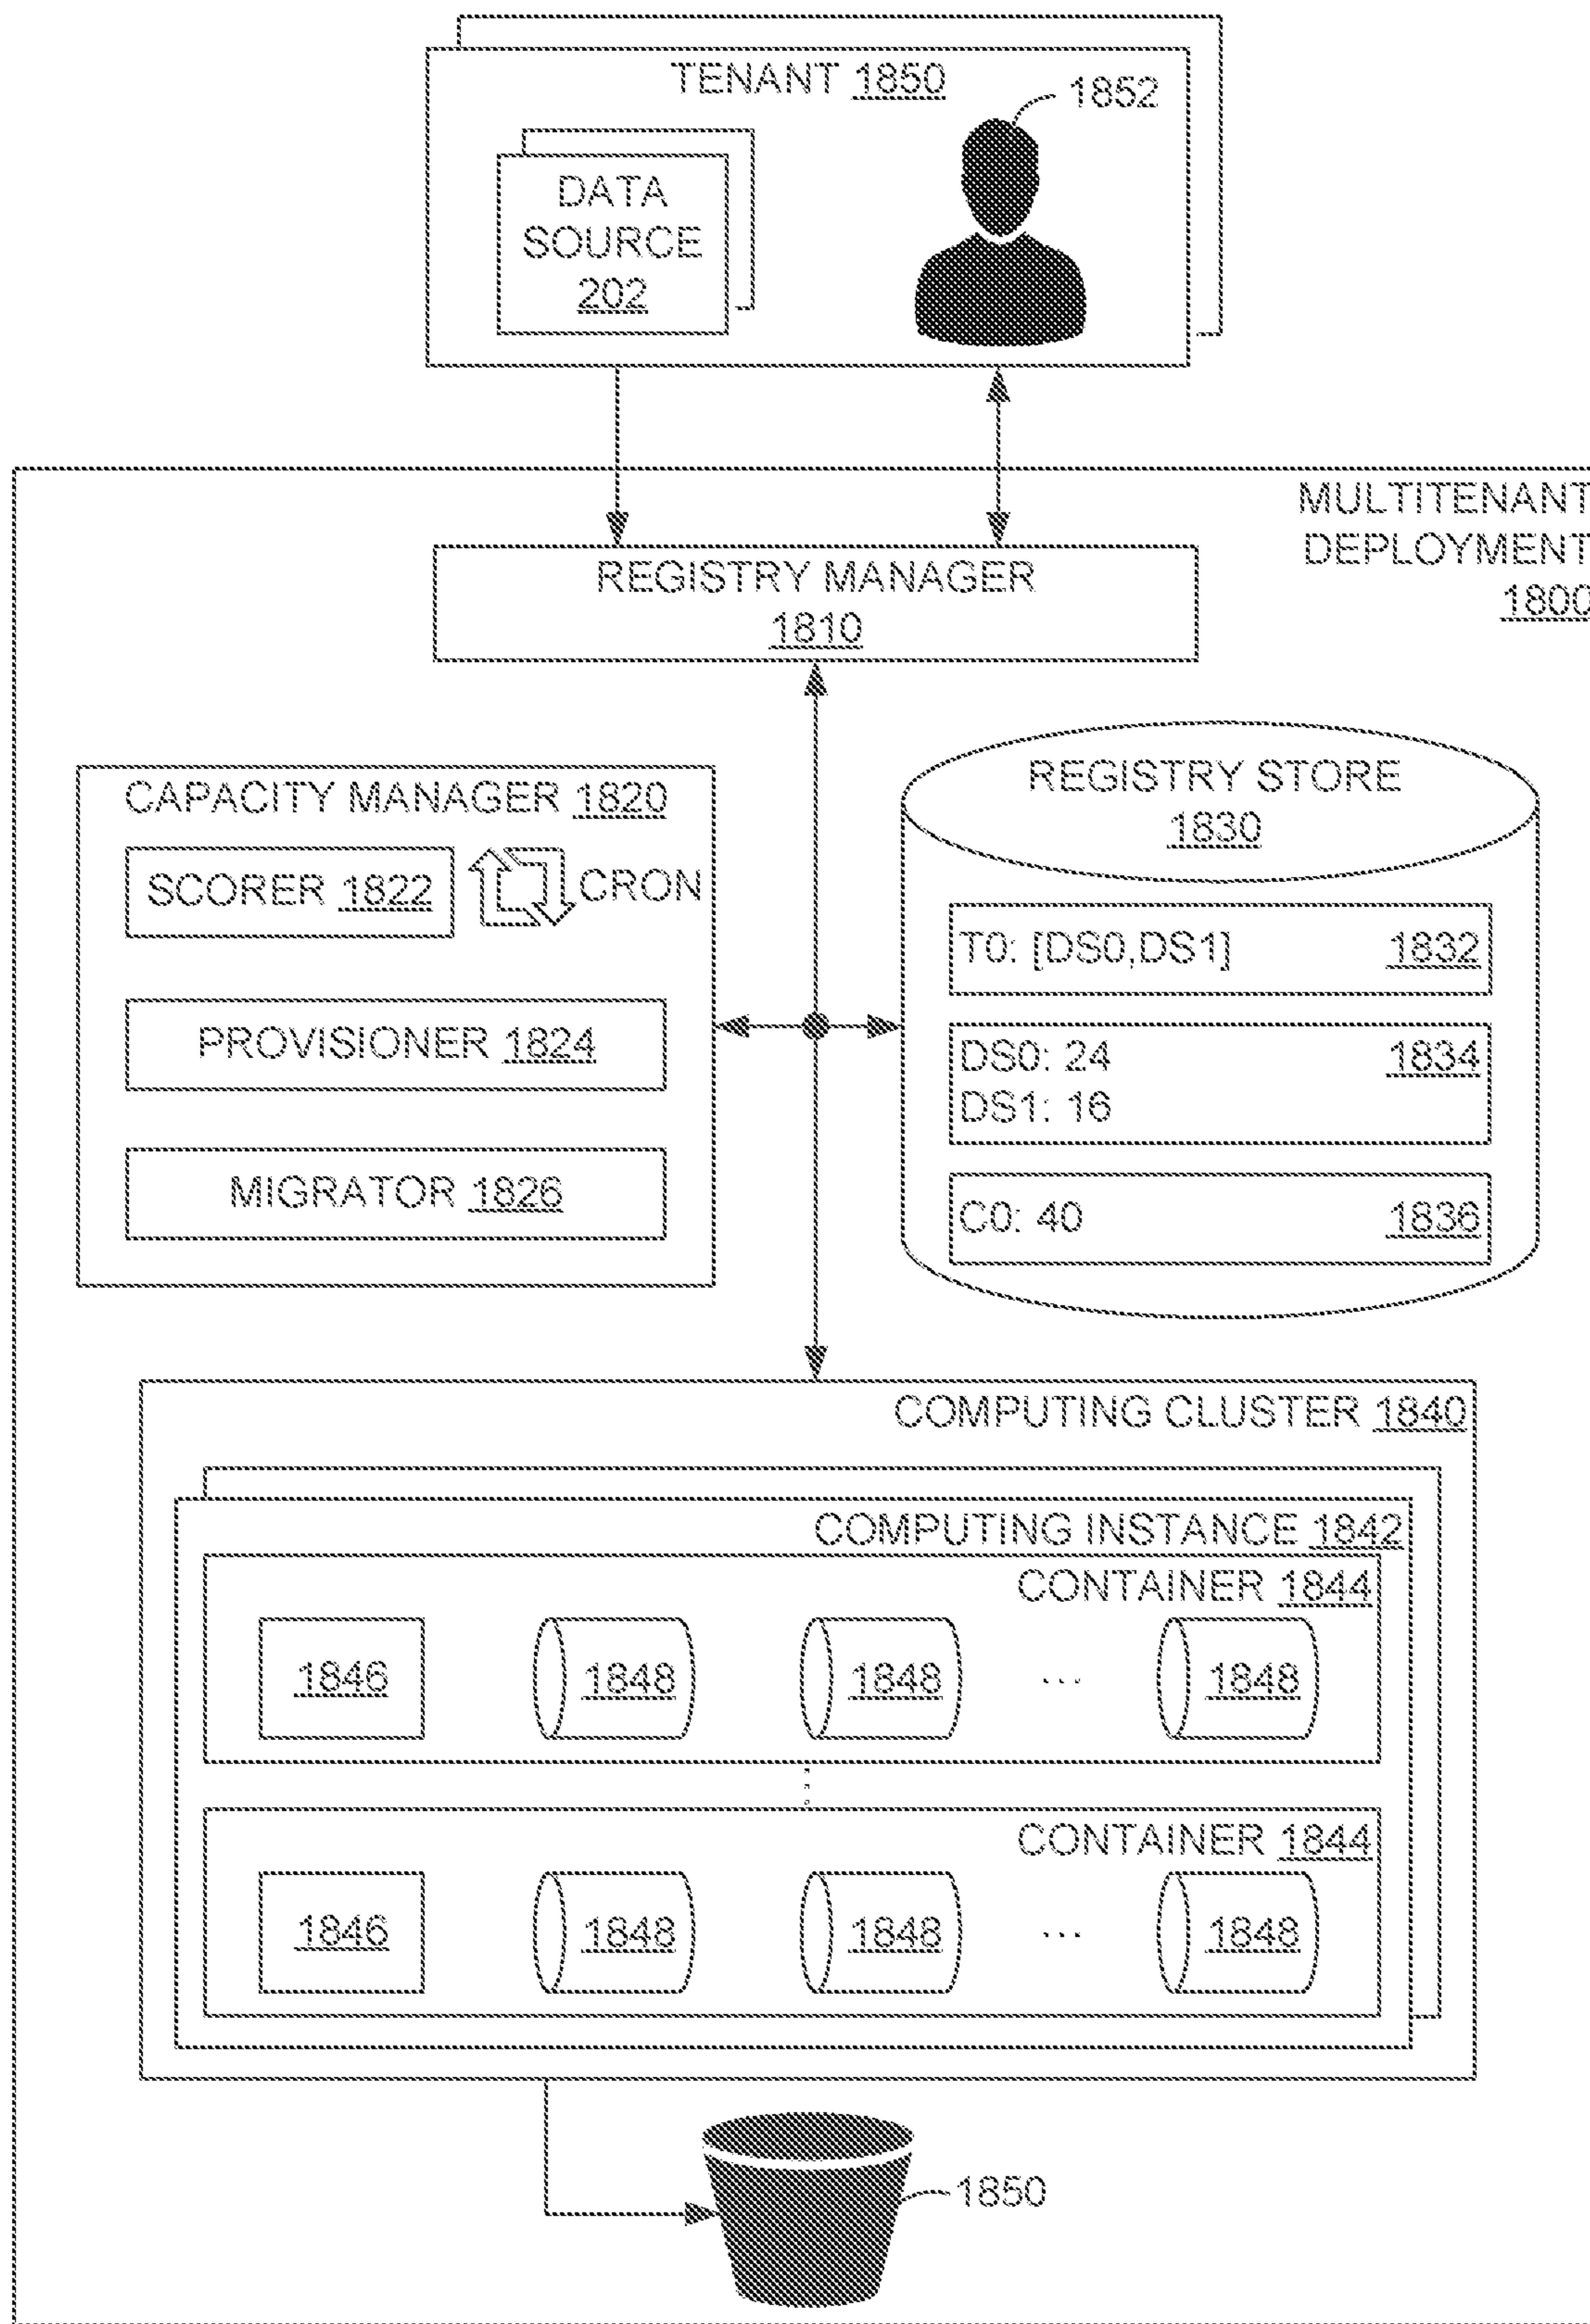 TENANT 1850
1852
DATA
SOURCE
202
MULTITENANT
DEPLOYMENT
1800
REGISTRY MANAGER
1810
CAPACITY MANAGER 1820
SCORER 1822
CRON
PROVISIONER 1824
MIGRATOR 1826
REGISTRY STORE
1830
T0: [DS0,DS1] 1832
DS0: 24 1834
DS1: 16
C0: 40 1836
COMPUTING CLUSTER 1840
COMPUTING INSTANCE 1842
CONTAINER 1844
1846 1848 1848 ... 1848
CONTAINER 1844
1846 1848 1848 ... 1848
1850